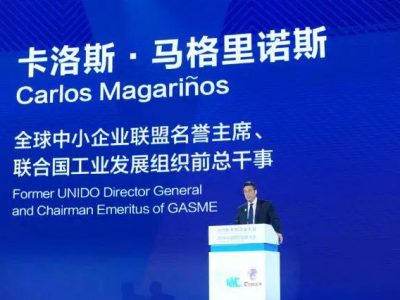 卡洛斯·马格里诺斯
Carlos Magariños
全球中小企业联盟名誉主席、
联合国工业发展组织前总干事
Former UNIDO Director General
and Chairman Emeritus of GASME